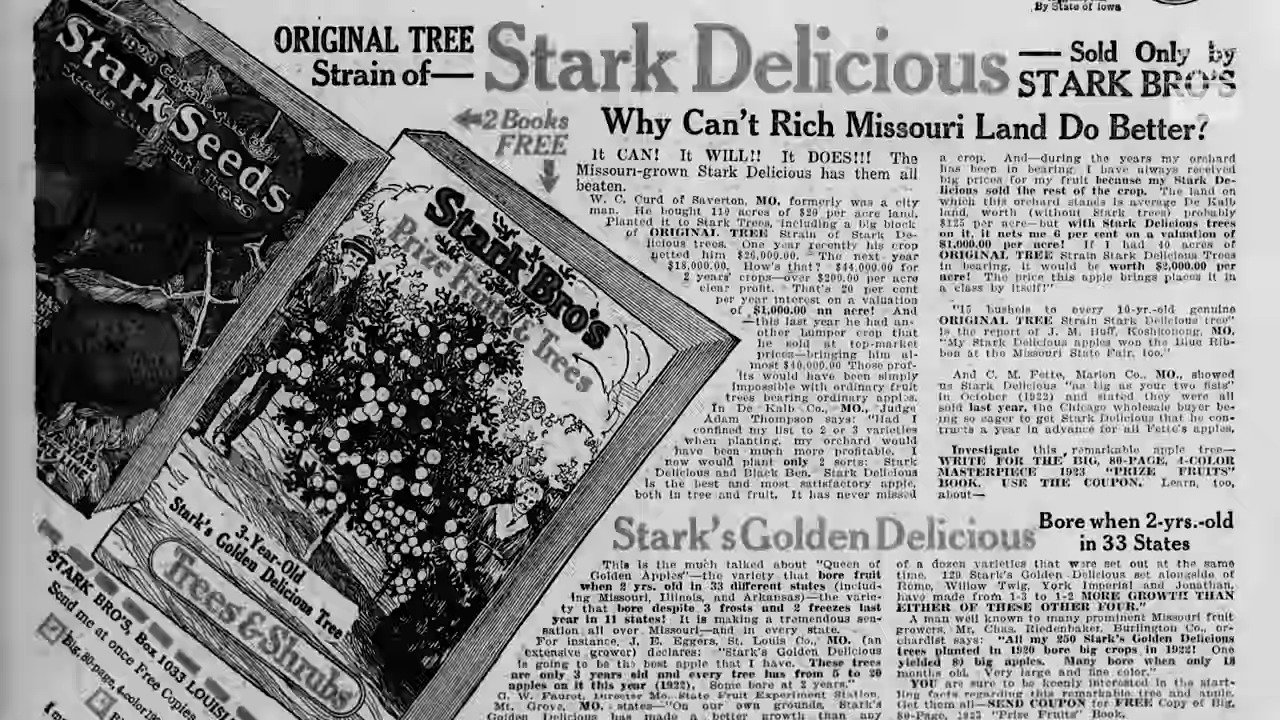 By State of Iowa
ORIGINAL TREE
Strain of—
Stark Delicious
— Sold Only by
STARK BRO'S
2 Books
FREE
Stark Seeds
Stark Bro's
Prize Fruits & Trees
3-Year-Old
Stark's Golden Delicious Tree
Trees & Shrubs
STARK BRO'S, Box 1033 LOUIS
Send me at once Free Copies
big, 80-page, 4-color
Why Can't Rich Missouri Land Do Better?
It CAN! It WILL!! It DOES!!! The
Missouri-grown Stark Delicious has them all
beaten.
W. C. Curd of Saverton, MO. formerly was a city
man. He bought 110 acres of $20 per acre land.
Planted it to Stark Trees, including a big block
of ORIGINAL TREE Strain of Stark De-
licious trees. One year recently his crop
netted him $26,000.00. The next year
$18,000.00. How's that? $44,000.00 for
2 years' crops—over $200.00 per acre
clear profit. That's 20 per cent
per year interest on a valuation
of $1,000.00 an acre! And
—this last year he had an-
other bumper crop that
he sold at top-market
prices—bringing him al-
most $40,000.00 Those prof-
its would have been simply
impossible with ordinary fruit
trees bearing ordinary apples.
In De Kalb Co., MO., Judge
Adam Thompson says: "Had I
confined my list to 2 or 3 varieties
when planting, my orchard would
have been much more profitable. I
now would plant only 2 sorts: Stark
Delicious and Black Ben. Stark Delicious
is the best and most satisfactory apple,
both in tree and fruit. It has never missed
a crop. And—during the years my orchard
has been in bearing, I have always received
big prices for my fruit because my Stark De-
licious sold the rest of the crop. The land on
which this orchard stands is average De Kalb
land, worth (without Stark trees) probably
$125 per acre—but with Stark Delicious trees
on it, it nets me 6 per cent on a valuation of
$1,000.00 per acre! If I had 40 acres of
ORIGINAL TREE Strain Stark Delicious Trees
in bearing, it would be worth $2,000.00 per
acre! The price this apple brings places it in
a class by itself!"
"15 bushels to every 10-yr.-old genuine
ORIGINAL TREE Strain Stark Delicious tree"
is the report of J. M. Huff, Koshkonong, MO.
"My Stark Delicious apples won the Blue Rib-
bon at the Missouri State Fair, too."
And C. M. Fette, Marion Co., MO., showed
us Stark Delicious "as big as your two fists"
in October (1922) and stated they were all
sold last year, the Chicago wholesale buyer be-
ing so eager to get Stark Delicious that he con-
tracts a year in advance for all Fette's apples.
Investigate this remarkable apple tree—
WRITE FOR THE BIG, 80-PAGE, 4-COLOR
MASTERPIECE 1923 "PRIZE FRUITS"
BOOK. USE THE COUPON. Learn, too,
about—
Stark's Golden Delicious
Bore when 2-yrs.-old
in 33 States
This is the much talked about "Queen of
Golden Apples"—the variety that bore fruit
when 2 yrs. old in 33 different states (includ-
ing Missouri, Illinois, and Arkansas)—the varie-
ty that bore despite 3 frosts and 2 freezes last
year in 11 states! It is making a tremendous sen-
sation all over Missouri—and in every state.
For instance, J. E. Eggers, St. Louis Co., MO. (an
extensive grower) declares: "Stark's Golden Delicious
is going to be the best apple that I have. These trees
are only 3 years old and every tree has from 5 to 20
apples on it this year (1922). Some bore at 2 years."
G. W. Faurot, Director Mo. State Fruit Experiment Station,
Mt. Grove, MO. states—"On our own grounds, Stark's
Golden Delicious has made a better growth than any
of a dozen varieties that were set out at the same
time. 120 Stark's Golden Delicious set alongside of
Rome, Willow Twig, York Imperial and Jonathan,
have made from 1-3 to 1-2 MORE GROWTH THAN
EITHER OF THESE OTHER FOUR."
A man well known to many prominent Missouri fruit
growers, Mr. Chas. Riedenbaker, Burlington Co., or-
chardist says: "All my 250 Stark's Golden Delicious
trees planted in 1920 bore big crops in 1922! One
yielded 89 big apples. Many bore when only 18
months old. Very large and fine color."
YOU are sure to be keenly interested in the start-
ling facts regarding this remarkable tree and apple.
Get them all—SEND COUPON for FREE Copy of Big,
80-Page, 1923 "Prize Fruits" Book.